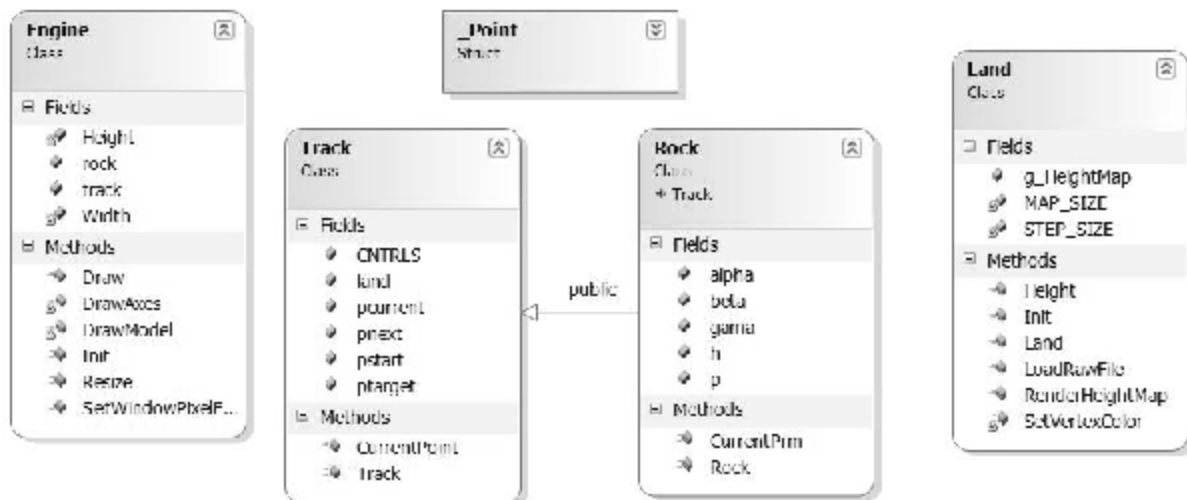 Engine
Class
Fields
Height
rock
track
Width
Methods
Draw
DrawAxes
DrawModel
Init
Resize
SetWindowPixelF...
_Point
Struct
Track
Class
Fields
CNTRLS
land
pcurrent
pnext
pstart
ptarget
Methods
CurrentPoint
Track
public
Rock
Class
Track
Fields
alpha
beta
gama
h
p
Methods
CurrentPrm
Rock
Land
Class
Fields
g_HeightMap
MAP_SIZE
STEP_SIZE
Methods
Height
Init
Land
LoadRawFile
RenderHeightMap
SetVertexColor